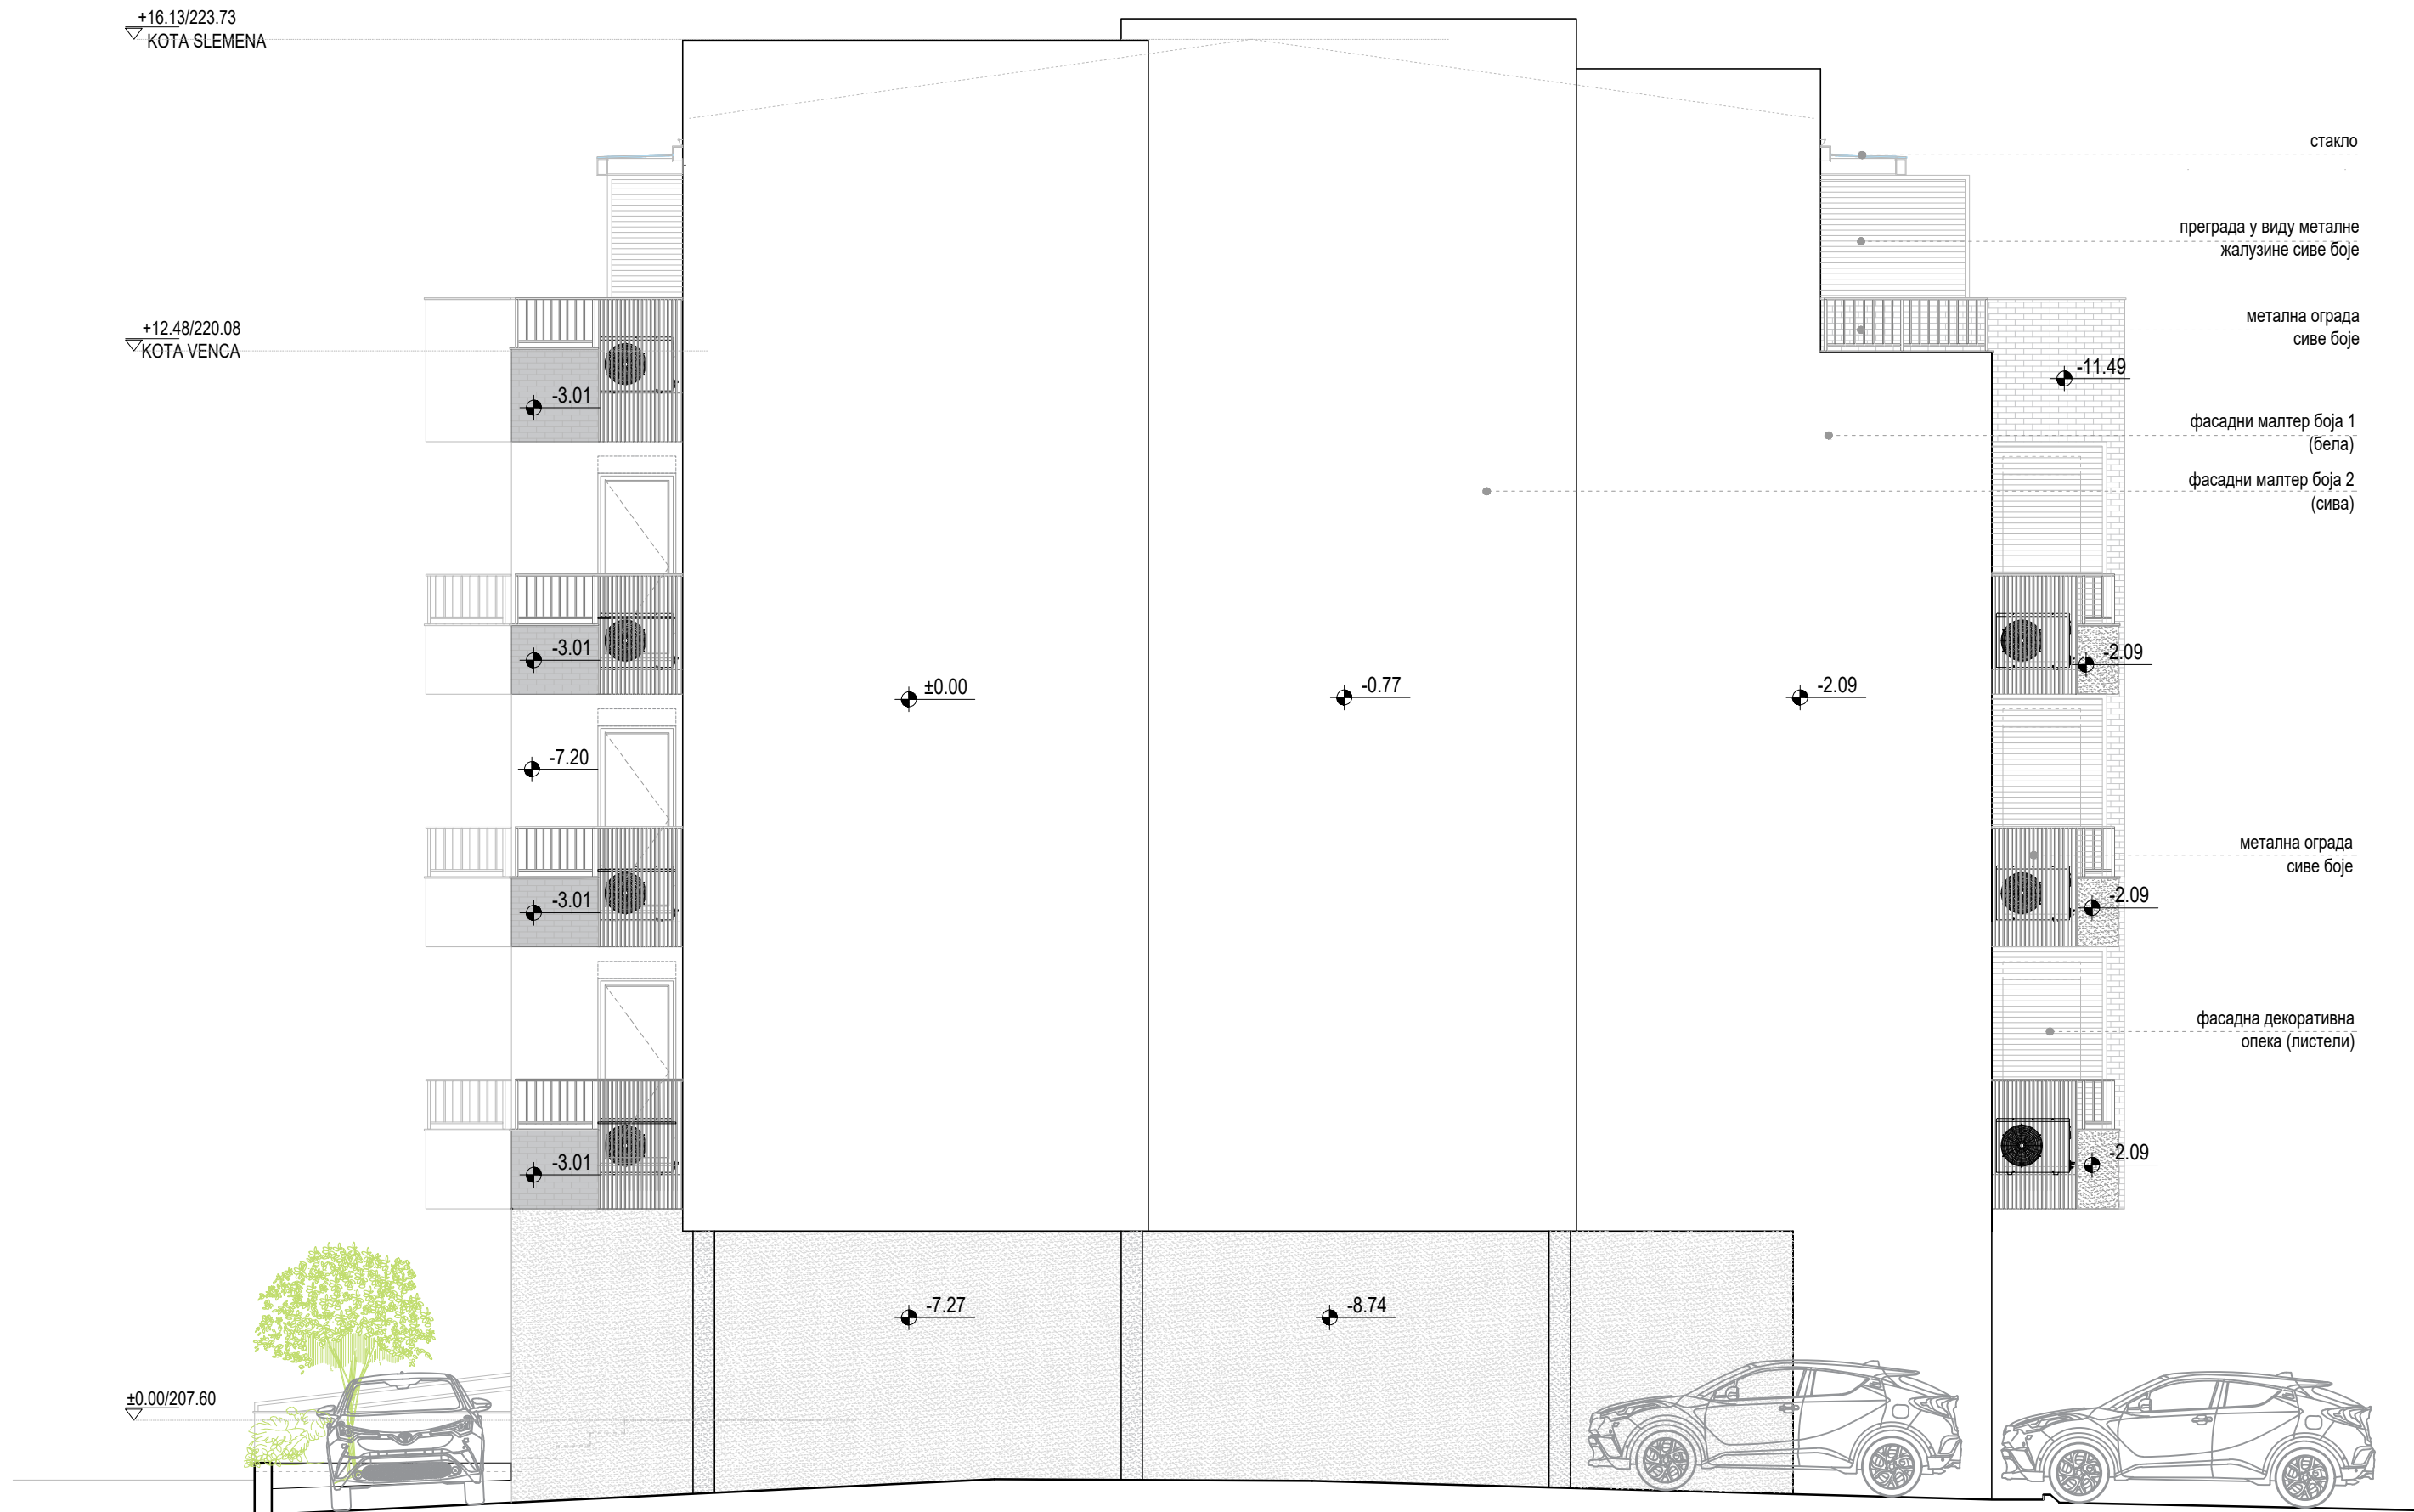 +16.13/223.73
KOTA SLEMENA
стакло
преграда у виду металне
жалузине сиве боје
метална ограда
сиве боје
+12.48/220.08
KOTA VENCA
-11.49
-3.01
фасадни малтер боја 1
(бела)
фасадни малтер боја 2
(сива)
-3.01
-2.09
±0.00
-0.77
-2.09
-7.20
метална ограда
сиве боје
-3.01
-2.09
фасадна декоративна
опека (листели)
-3.01
-2.09
-7.27
-8.74
±0.00/207.60